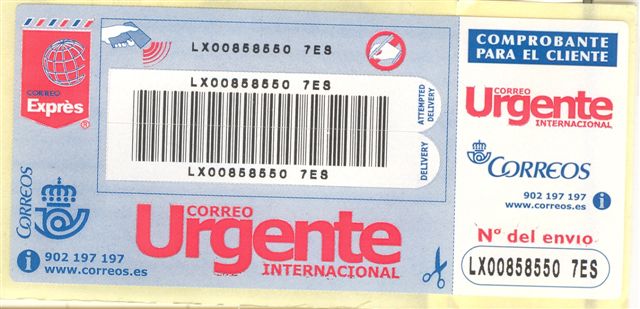 LX00858550 7ES
LX00858550 7ES
LX00858550 7ES
ATTEMPTED
DELIVERY
DELIVERY
CORREO
Exprès
®
CORREOS
902 197 197
www.correos.es
CORREO
Urgente
INTERNACIONAL
COMPROBANTE
PARA EL CLIENTE
CORREO
Urgente
INTERNACIONAL
CORREOS
902 197 197
www.correos.es
Nº del envio
LX00858550 7ES